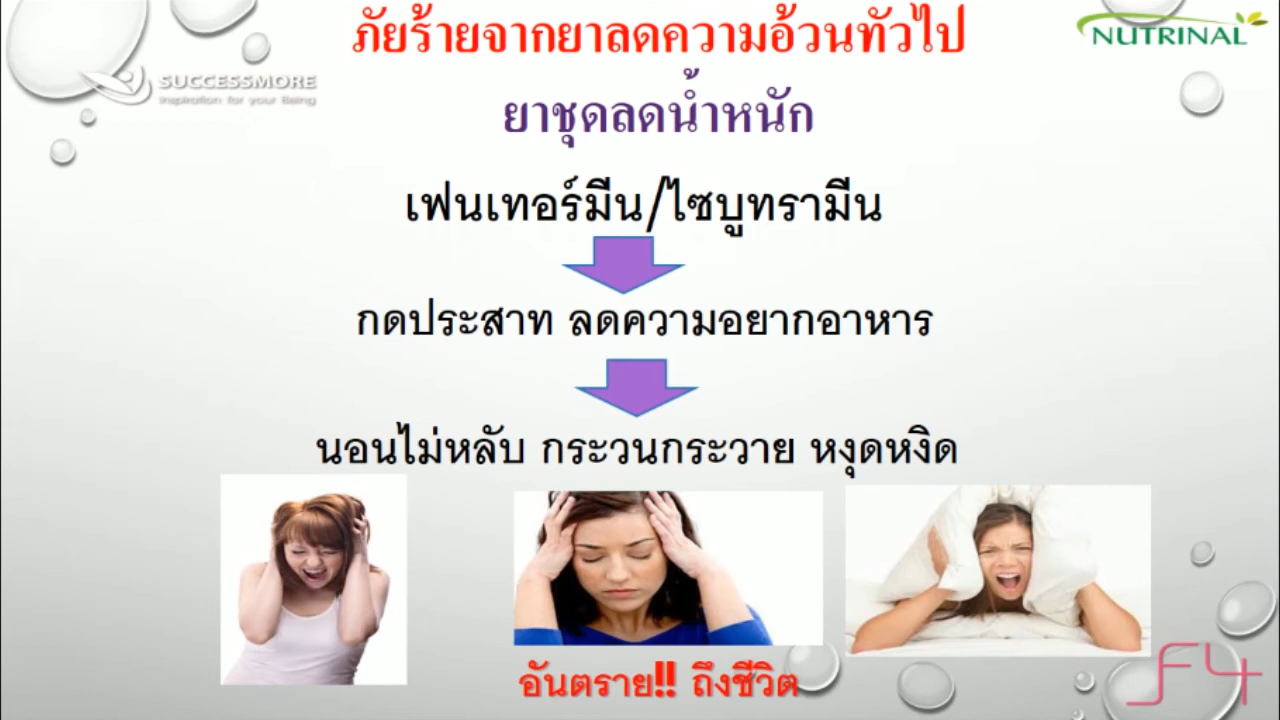 ภัยร้ายจากยาลดความอ้วนทั่วไป
NUTRINAL
SUCCESSMORE
Inspiration for your Being
ยาชุดลดน้ำหนัก
เฟนเทอร์มีน/ไซบูทรามีน
กดประสาท ลดความอยากอาหาร
นอนไม่หลับ กระวนกระวาย หงุดหงิด
อันตราย!! ถึงชีวิต
F4